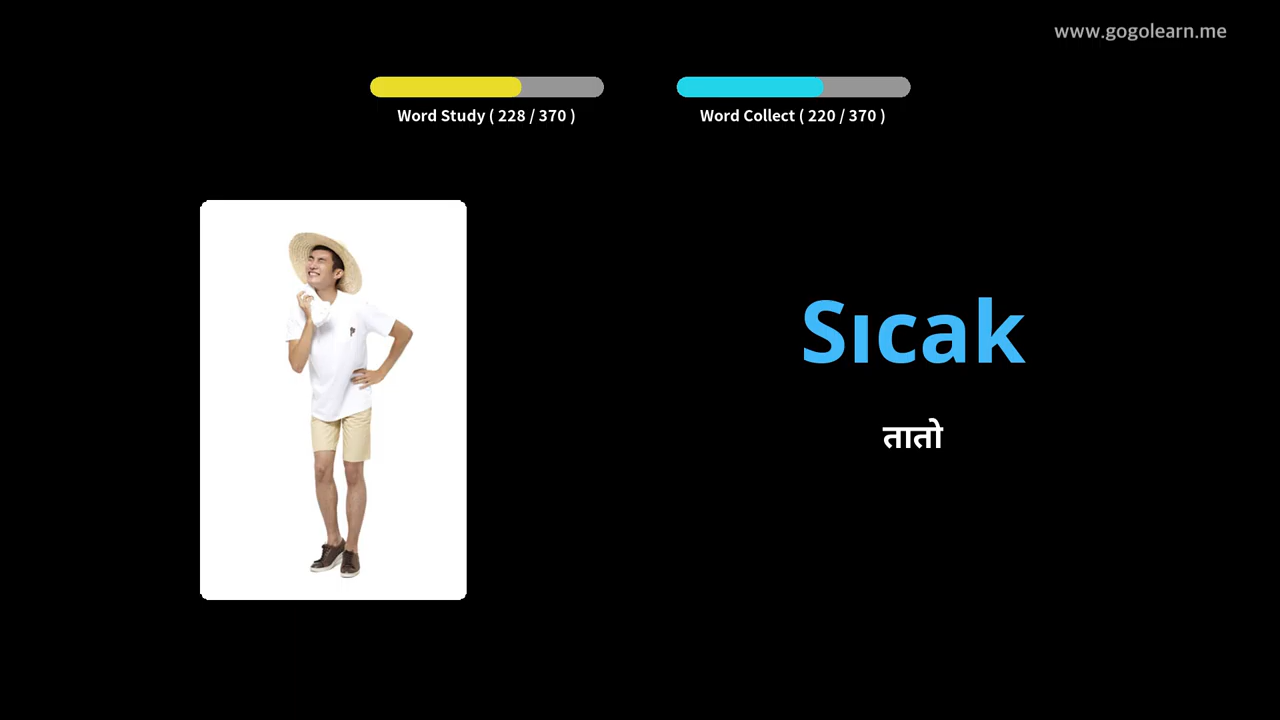 www.gogolearn.me
Word Study ( 228 / 370 )
Word Collect ( 220 / 370 )
Sıcak
तातो